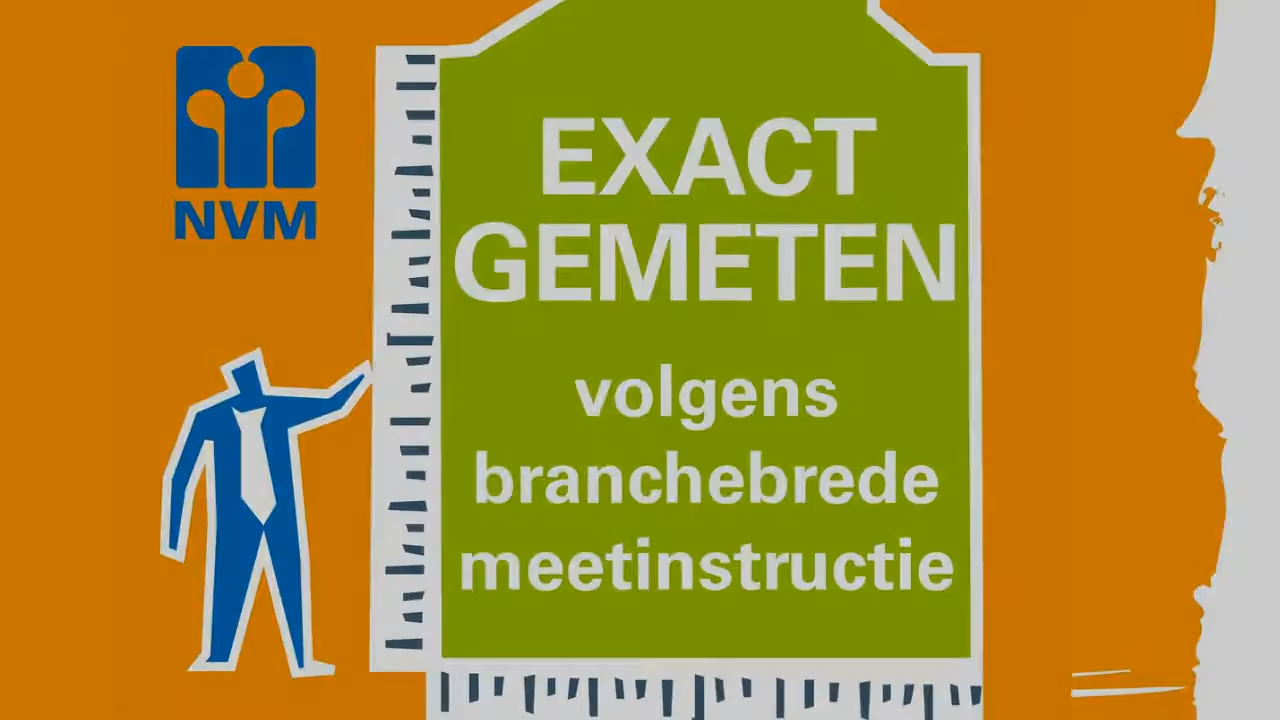 NVM
EXACT
GEMETEN
volgens
branchebrede
meetinstructie